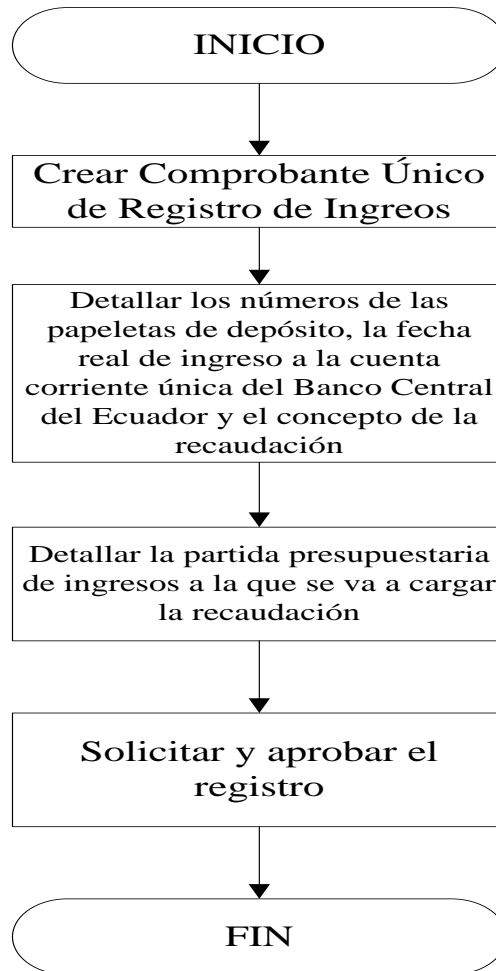 INICIO
Crear Comprobante Único
de Registro de Ingreos
Detallar los números de las
papeletas de depósito, la fecha
real de ingreso a la cuenta
corriente única del Banco Central
del Ecuador y el concepto de la
recaudación
Detallar la partida presupuestaria
de ingresos a la que se va a cargar
la recaudación
Solicitar y aprobar el
registro
FIN